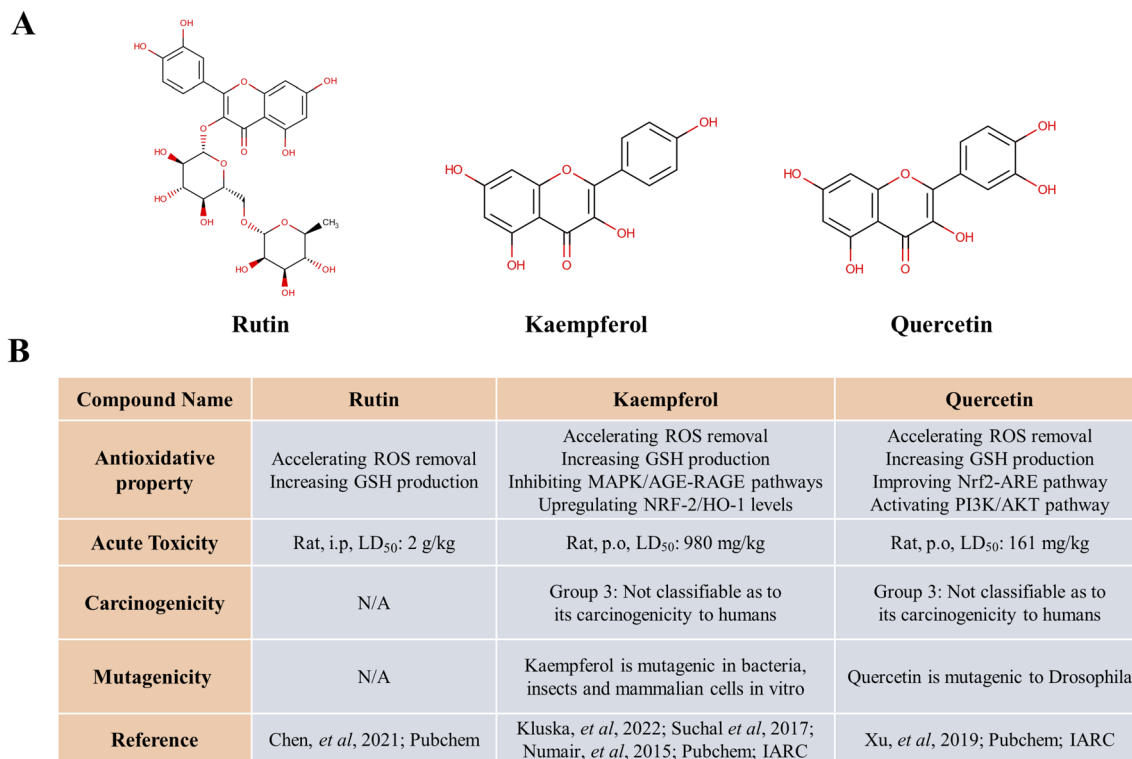 A
OH
HO
HO
O
OH
O
O
OH
HO
O
HO
OH
O
O
CH3
HO
OH
OH
OH
HO
O
OH
OH
O
OH
HO
O
OH
OH
OH
O
Rutin
Kaempferol
Quercetin
B
Compound Name
Rutin
Kaempferol
Quercetin
Antioxidative
property
Accelerating ROS removal
Increasing GSH production
Accelerating ROS removal
Increasing GSH production
Inhibiting MAPK/AGE-RAGE pathways
Upregulating NRF-2/HO-1 levels
Accelerating ROS removal
Increasing GSH production
Improving Nrf2-ARE pathway
Activating PI3K/AKT pathway
Acute Toxicity
Rat, i.p, LD50: 2 g/kg
Rat, p.o, LD50: 980 mg/kg
Rat, p.o, LD50: 161 mg/kg
Carcinogenicity
N/A
Group 3: Not classifiable as to
its carcinogenicity to humans
Group 3: Not classifiable as to
its carcinogenicity to humans
Mutagenicity
N/A
Kaempferol is mutagenic in bacteria,
insects and mammalian cells in vitro
Quercetin is mutagenic to Drosophila
Reference
Chen, et al, 2021; Pubchem
Kluska, et al, 2022; Suchal et al, 2017;
Numair, et al, 2015; Pubchem; IARC
Xu, et al, 2019; Pubchem; IARC